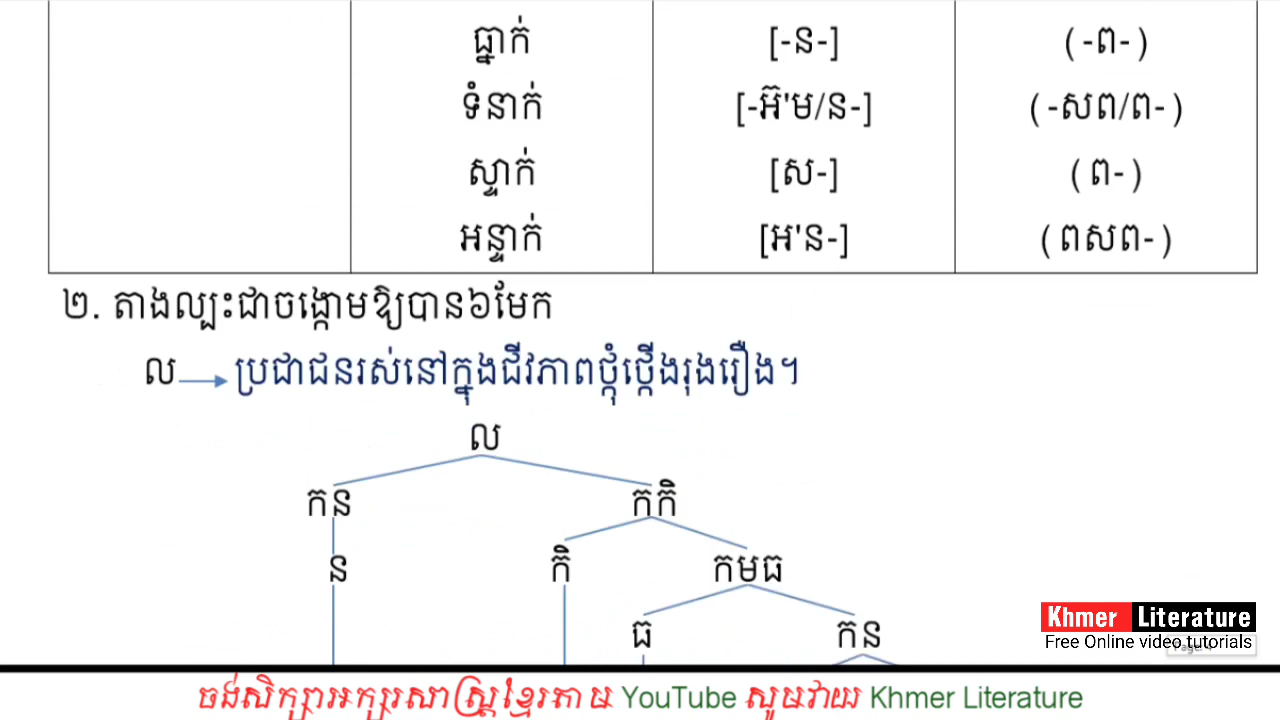 ធ្នាក់ [-ន-] (-ព-)
ទំនាក់ [-អ៊'ម/ន-] (-សព/ព-)
ស្ទាក់ [ស-] (ព-)
អន្ទាក់ [អ'ន-] (ពសព-)
២. តាងល្បះជាចង្កោមឱ្យបាន៦មែក
ល ប្រជាជនរស់នៅក្នុងជីវភាពថ្កុំថ្កើងរុងរឿង។
ល
កន កកិ
ន កិ កមធ
ធ កន
Khmer Literature
Free Online video tutorials
ចង់សិក្សាអក្សរសាស្ត្រខ្មែរតាម YouTube សូមវាយ Khmer Literature